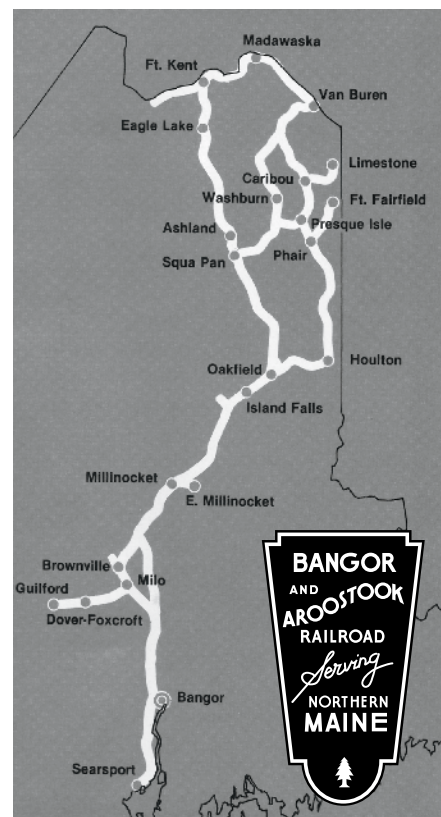 Madawaska
Ft. Kent
Van Buren
Eagle Lake
Limestone
Caribou
Washburn
Ft. Fairfield
Ashland
Presque Isle
Squa Pan
Phair
Oakfield
Houlton
Island Falls
Millinocket
E. Millinocket
Brownville
Guilford
Milo
Dover-Foxcroft
Bangor
Searsport
BANGOR
AND
AROOSTOOK
RAILROAD
Serving
NORTHERN
MAINE